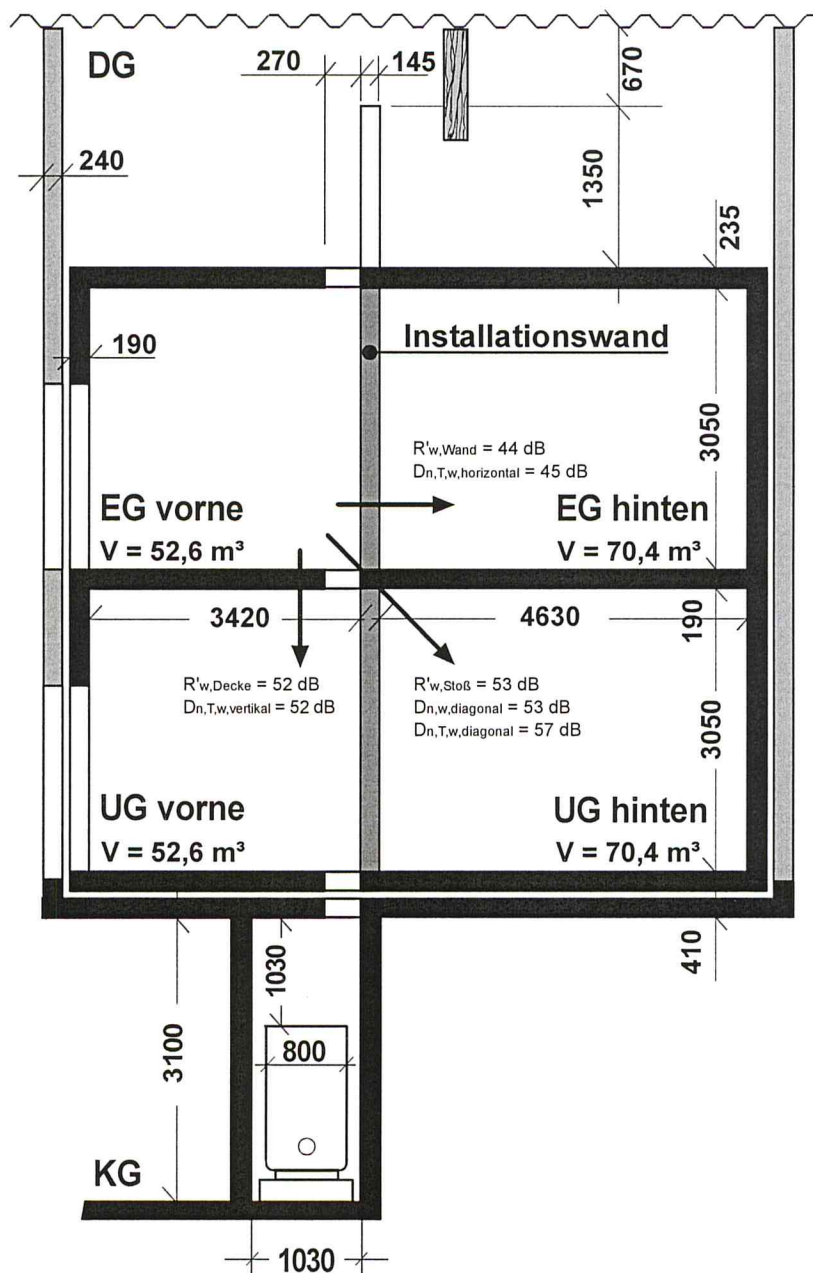 DG
270
145
670
240
1350
235
190
Installationswand
R'w,Wand = 44 dB
Dn,T,w,horizontal = 45 dB
3050
EG vorne
V = 52,6 m³
EG hinten
V = 70,4 m³
3420
4630
190
R'w,Decke = 52 dB
Dn,T,w,vertikal = 52 dB
R'w,Stoß = 53 dB
Dn,w,diagonal = 53 dB
Dn,T,w,diagonal = 57 dB
3050
UG vorne
V = 52,6 m³
UG hinten
V = 70,4 m³
410
1030
3100
800
KG
1030